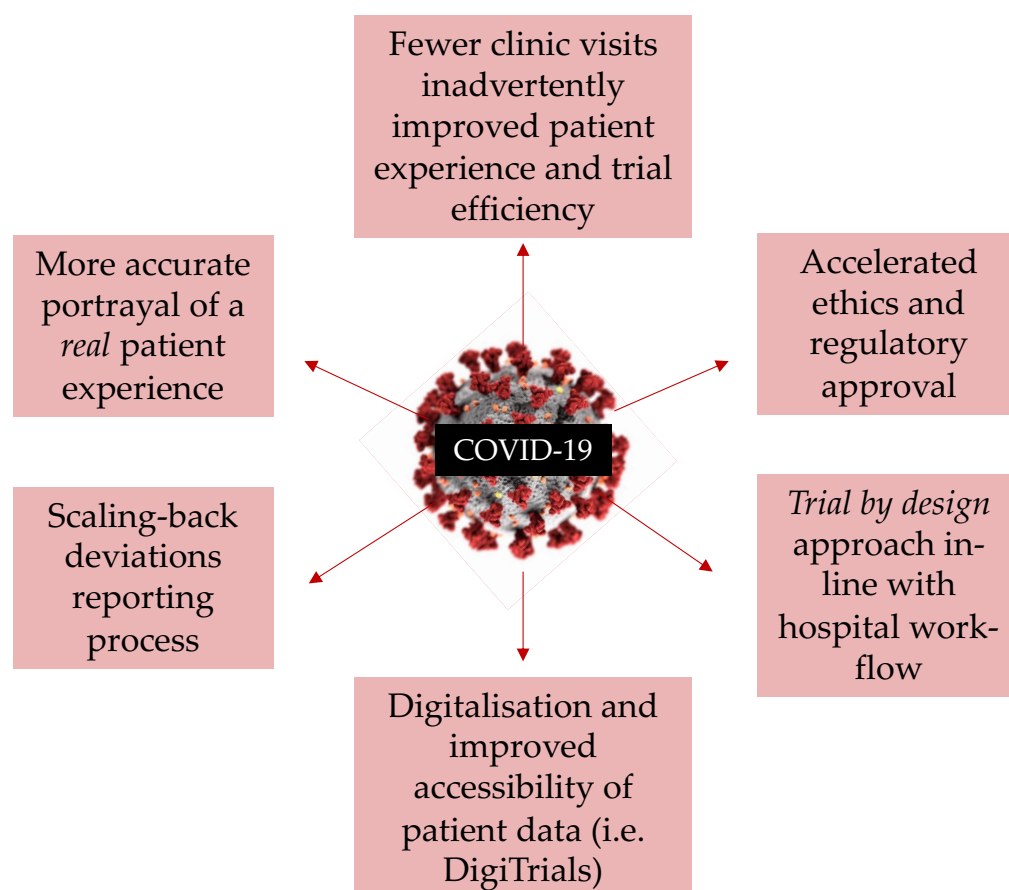 Fewer clinic visits
inadvertently
improved patient
experience and trial
efficiency
More accurate
portrayal of a
real patient
experience
Accelerated
ethics and
regulatory
approval
COVID-19
Scaling-back
deviations
reporting
process
Trial by design
approach in-
line with
hospital work-
flow
Digitalisation and
improved
accessibility of
patient data (i.e.
DigiTrials)